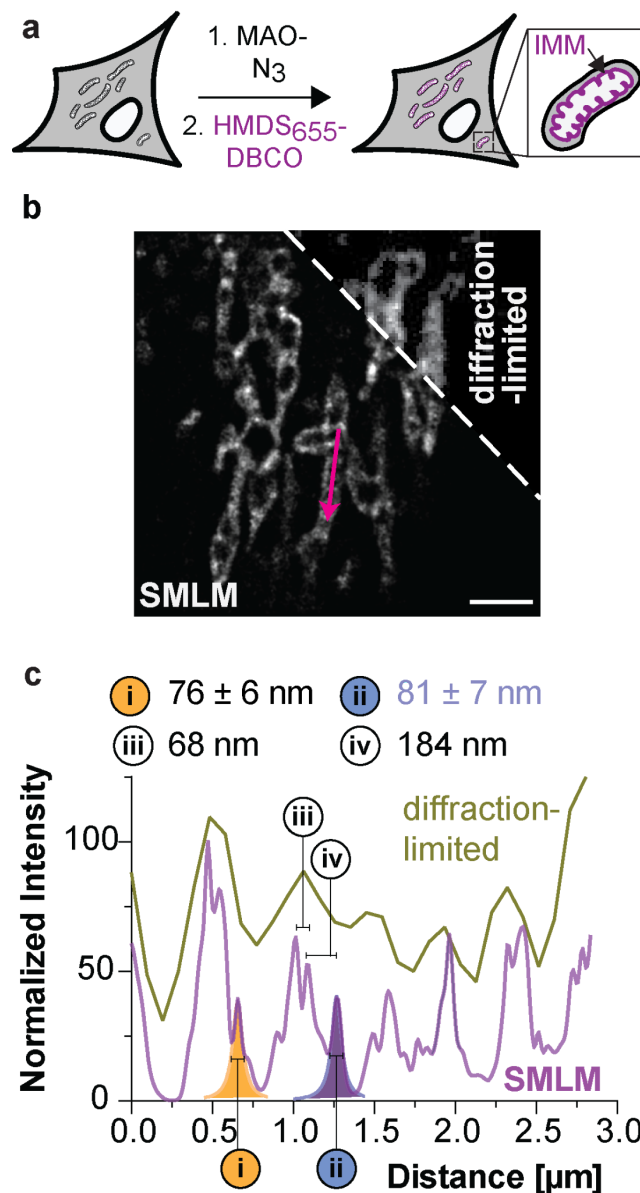 a
1. MAO-
N3
2. HMDS655-
DBCO
IMM
b
diffraction
-limited
SMLM
c
i 76 ± 6 nm ii 81 ± 7 nm
iii 68 nm iv 184 nm
Normalized Intensity
100
50
0
diffraction-
limited
iii
iv
SMLM
0.0 0.5 1.0 1.5 2.0 2.5 3.0
i ii Distance [µm]